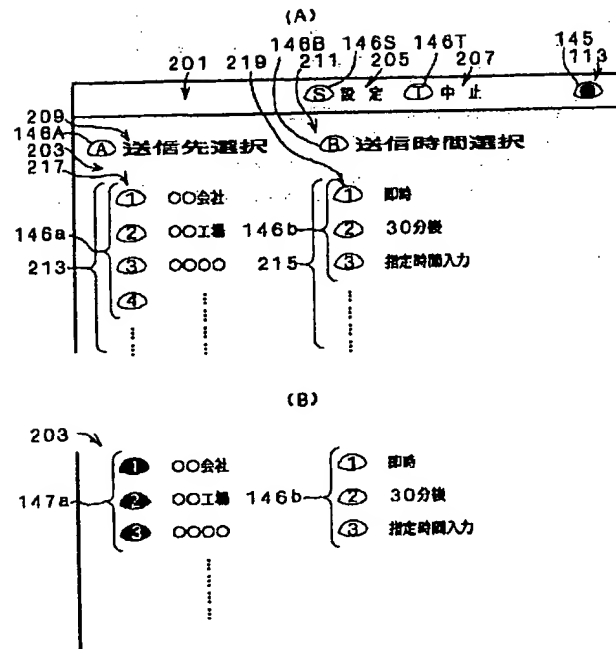 (A)
146B 146S 146T 145
201 219 211 205 207 113
Ⓢ 設定 Ⓣ 中止
209
146A Ⓐ 送信先選択 Ⓑ 送信時間選択
203
217
① ○○会社 ① 即時
146a ② ○○工場 146b ② 30分後
213 ③ ○○○○ 215 ③ 指定時間入力
④
(B)
203
❶ ○○会社 ① 即時
147a ❷ ○○工場 146b ② 30分後
❸ ○○○○ ③ 指定時間入力